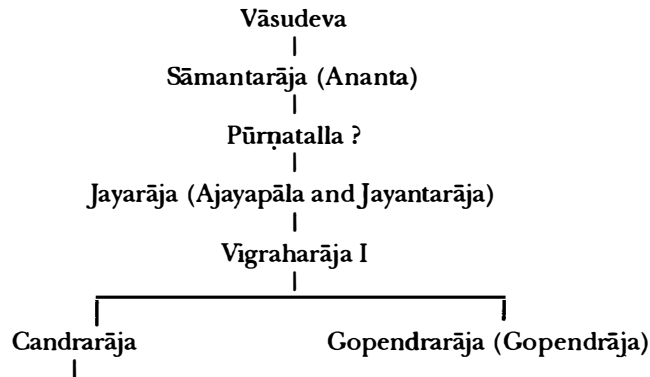 Vāsudeva
Sāmantarāja (Ananta)
Pūrṇatalla ?
Jayarāja (Ajayapāla and Jayantarāja)
Vigraharāja I
Candrarāja Gopendrarāja (Gopendrāja)